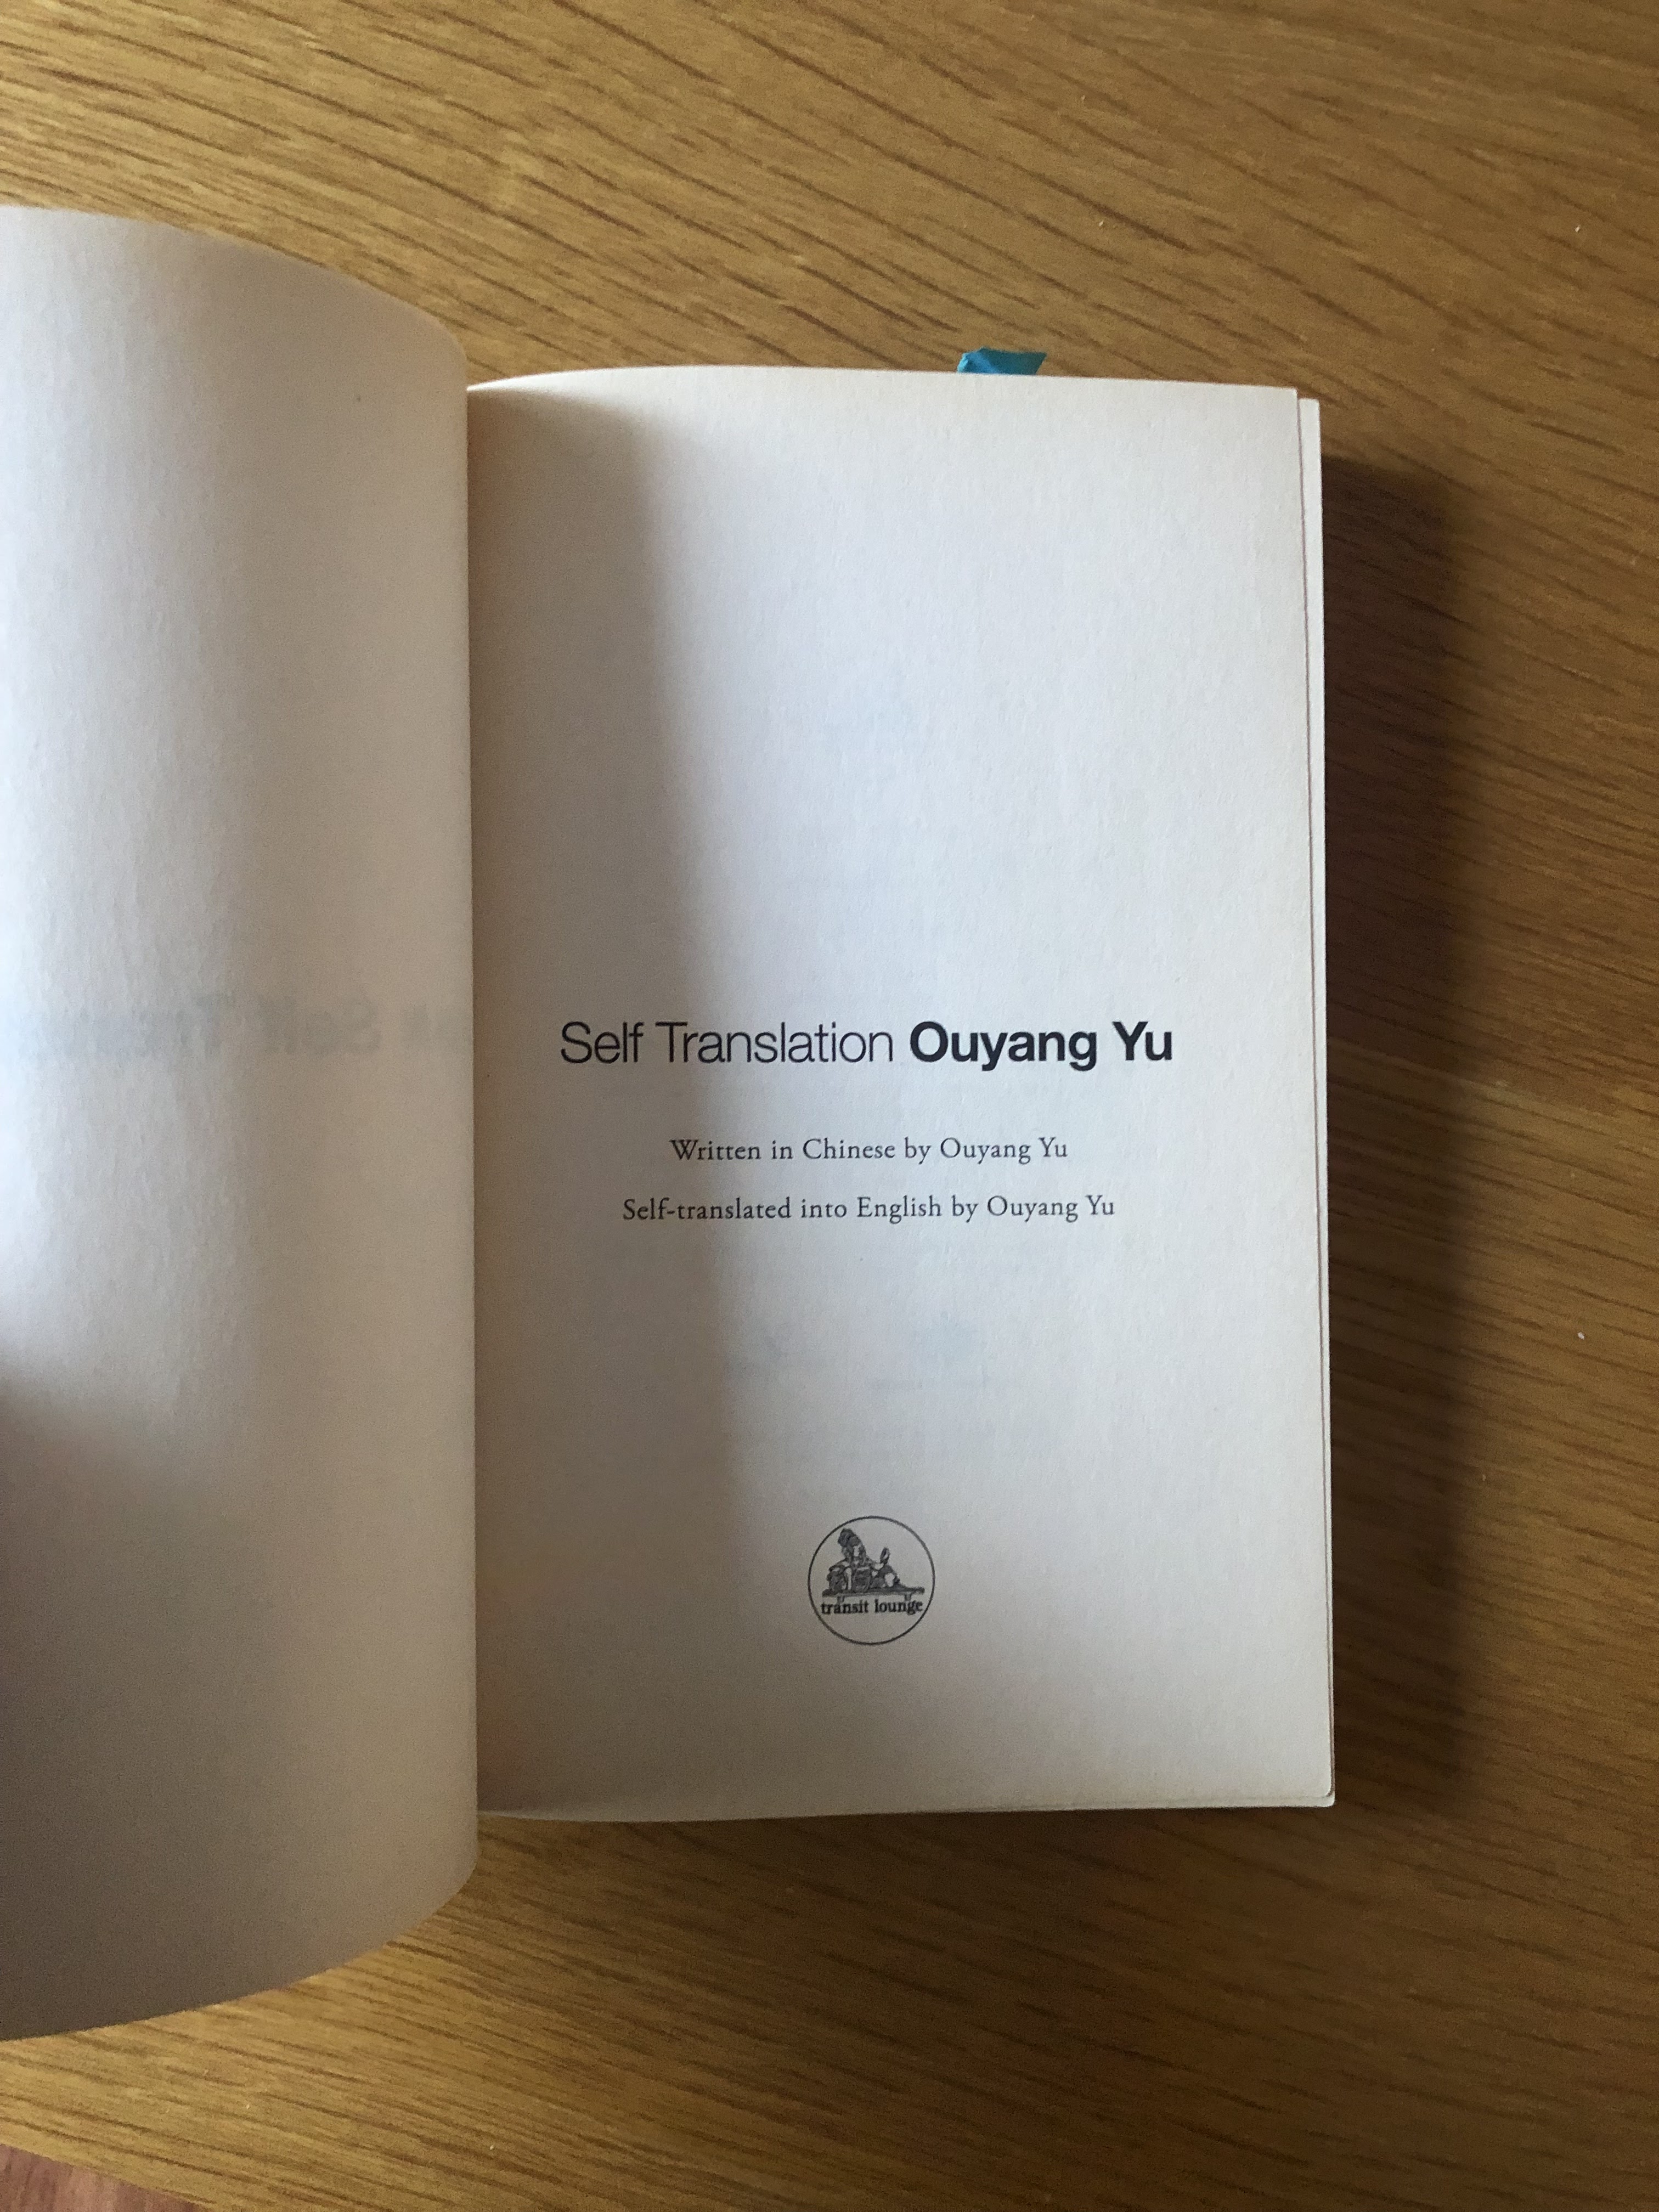 Self Translation Ouyang Yu
Written in Chinese by Ouyang Yu
Self-translated into English by Ouyang Yu
transit lounge